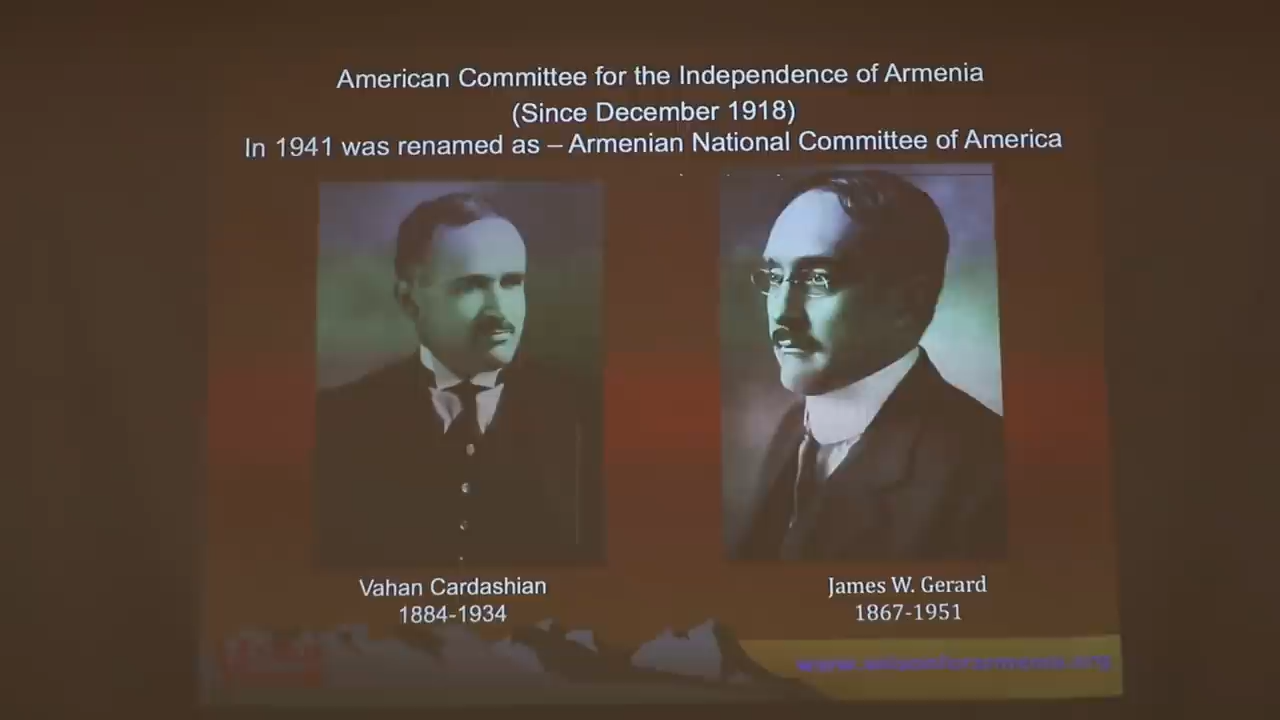 American Committee for the Independence of Armenia
(Since December 1918)
In 1941 was renamed as – Armenian National Committee of America
Vahan Cardashian
1884-1934
James W. Gerard
1867-1951